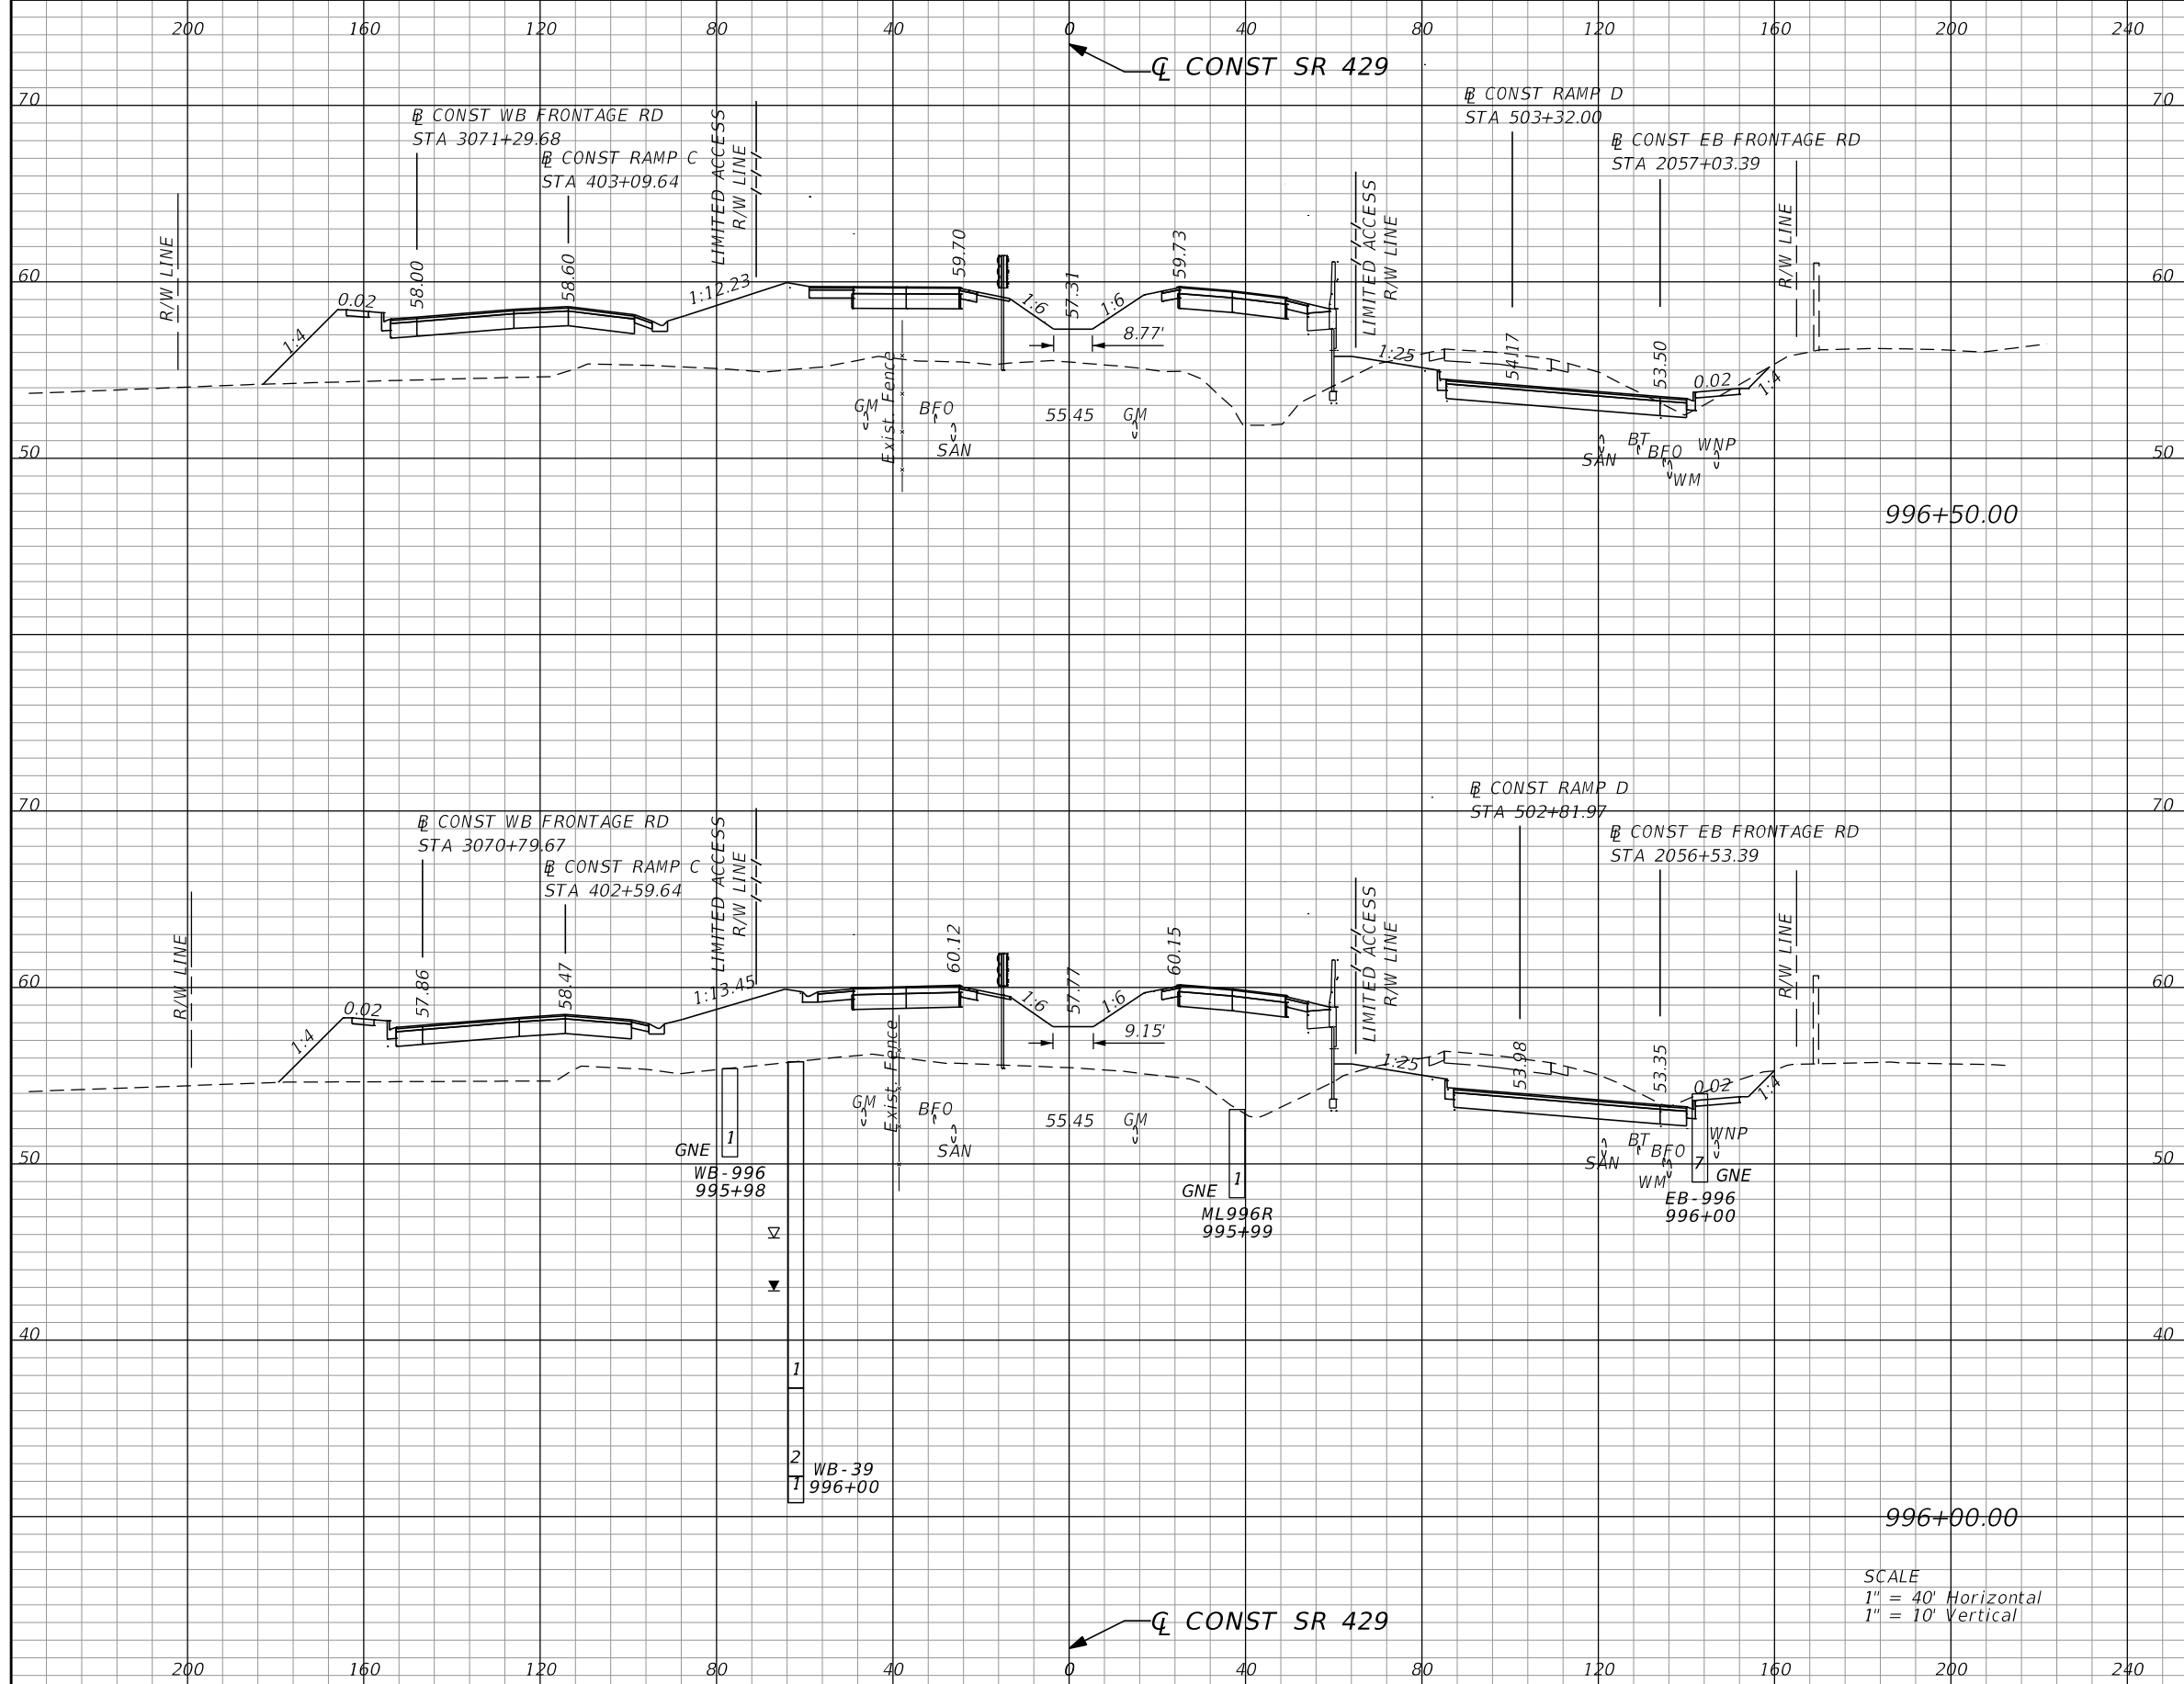 200 160 120 80 40 0 40 80 120 160 200 240
℄ CONST SR 429
70 70
B̲L CONST WB FRONTAGE RD
STA 3071+29.68
B̲L CONST RAMP C
STA 403+09.64
LIMITED ACCESS
R/W LINE
B̲L CONST RAMP D
STA 503+32.00
B̲L CONST EB FRONTAGE RD
STA 2057+03.39
R/W LINE
LIMITED ACCESS
R/W LINE
R/W LINE
60 60
1:4
0.02
58.00
58.60
1:12.23
59.70
1:6
57.31
1:6
8.77'
59.73
1:25
54.17
53.50
0.02
1:4
Exist. Fence
GM
BFO
SAN
55.45
GM
SAN
BT
BFO
WM
WNP
50 50
996+50.00
70 70
B̲L CONST WB FRONTAGE RD
STA 3070+79.67
B̲L CONST RAMP C
STA 402+59.64
LIMITED ACCESS
R/W LINE
B̲L CONST RAMP D
STA 502+81.97
B̲L CONST EB FRONTAGE RD
STA 2056+53.39
R/W LINE
LIMITED ACCESS
R/W LINE
R/W LINE
60 60
1:4
0.02
57.86
58.47
1:13.45
60.12
1:6
57.77
1:6
9.15'
60.15
1:25
53.98
53.35
0.02
1:4
Exist. Fence
GM
BFO
SAN
55.45
GM
SAN
BT
BFO
WM
WNP
50 50
1
GNE
WB-996
995+98
1
GNE
ML996R
995+99
7
GNE
EB-996
996+00
40 40
1
2
1
WB-39
996+00
996+00.00
SCALE
1" = 40' Horizontal
1" = 10' Vertical
℄ CONST SR 429
200 160 120 80 40 0 40 80 120 160 200 240